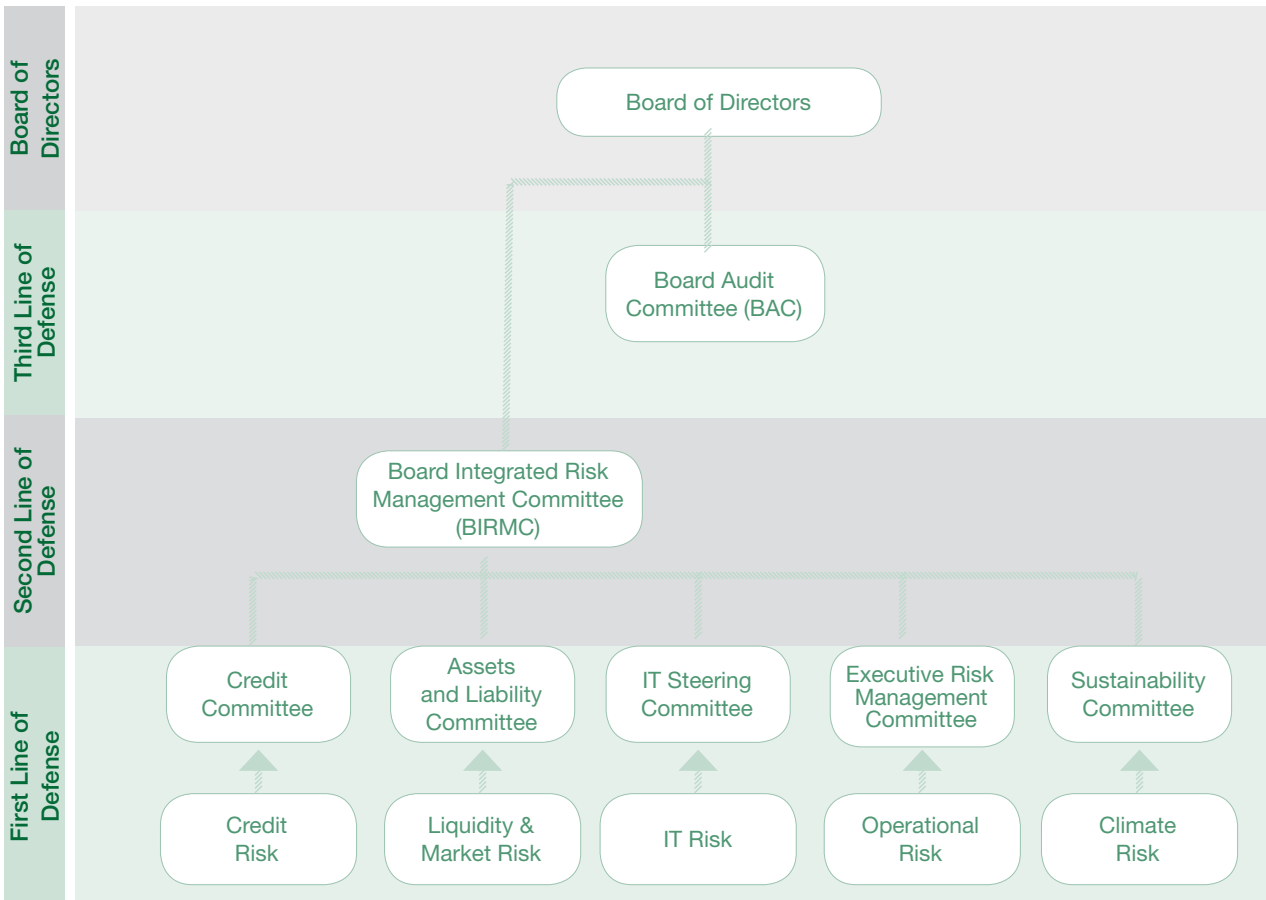 Board of
Directors
Board of Directors
Third Line of
Defense
Board Audit
Committee (BAC)
Second Line of
Defense
Board Integrated Risk
Management Committee
(BIRMC)
First Line of
Defense
Credit
Committee
Assets
and Liability
Committee
IT Steering
Committee
Executive Risk
Management
Committee
Sustainability
Committee
Credit
Risk
Liquidity &
Market Risk
IT Risk
Operational
Risk
Climate
Risk